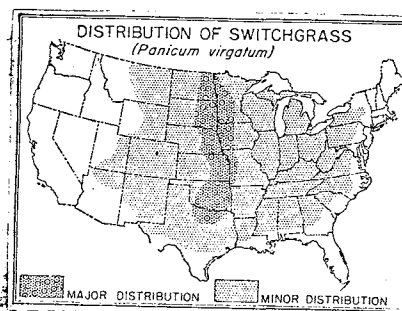 DISTRIBUTION OF SWITCHGRASS
(Panicum virgatum)
MAJOR DISTRIBUTION
MINOR DISTRIBUTION